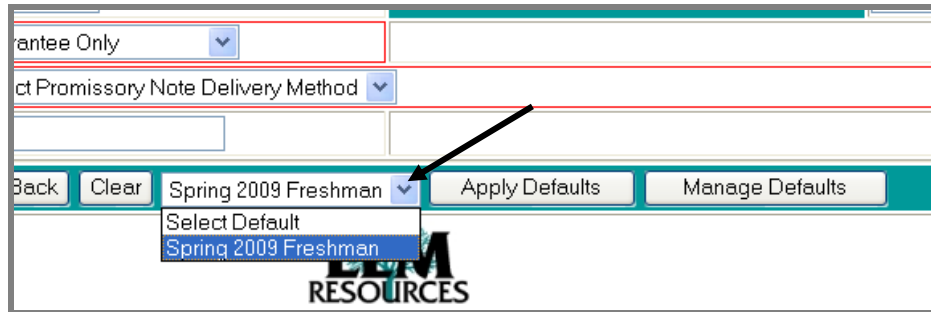 rantee Only
ct Promissory Note Delivery Method
Back Clear Spring 2009 Freshman Apply Defaults Manage Defaults
Select Default
Spring 2009 Freshman
RESOURCES